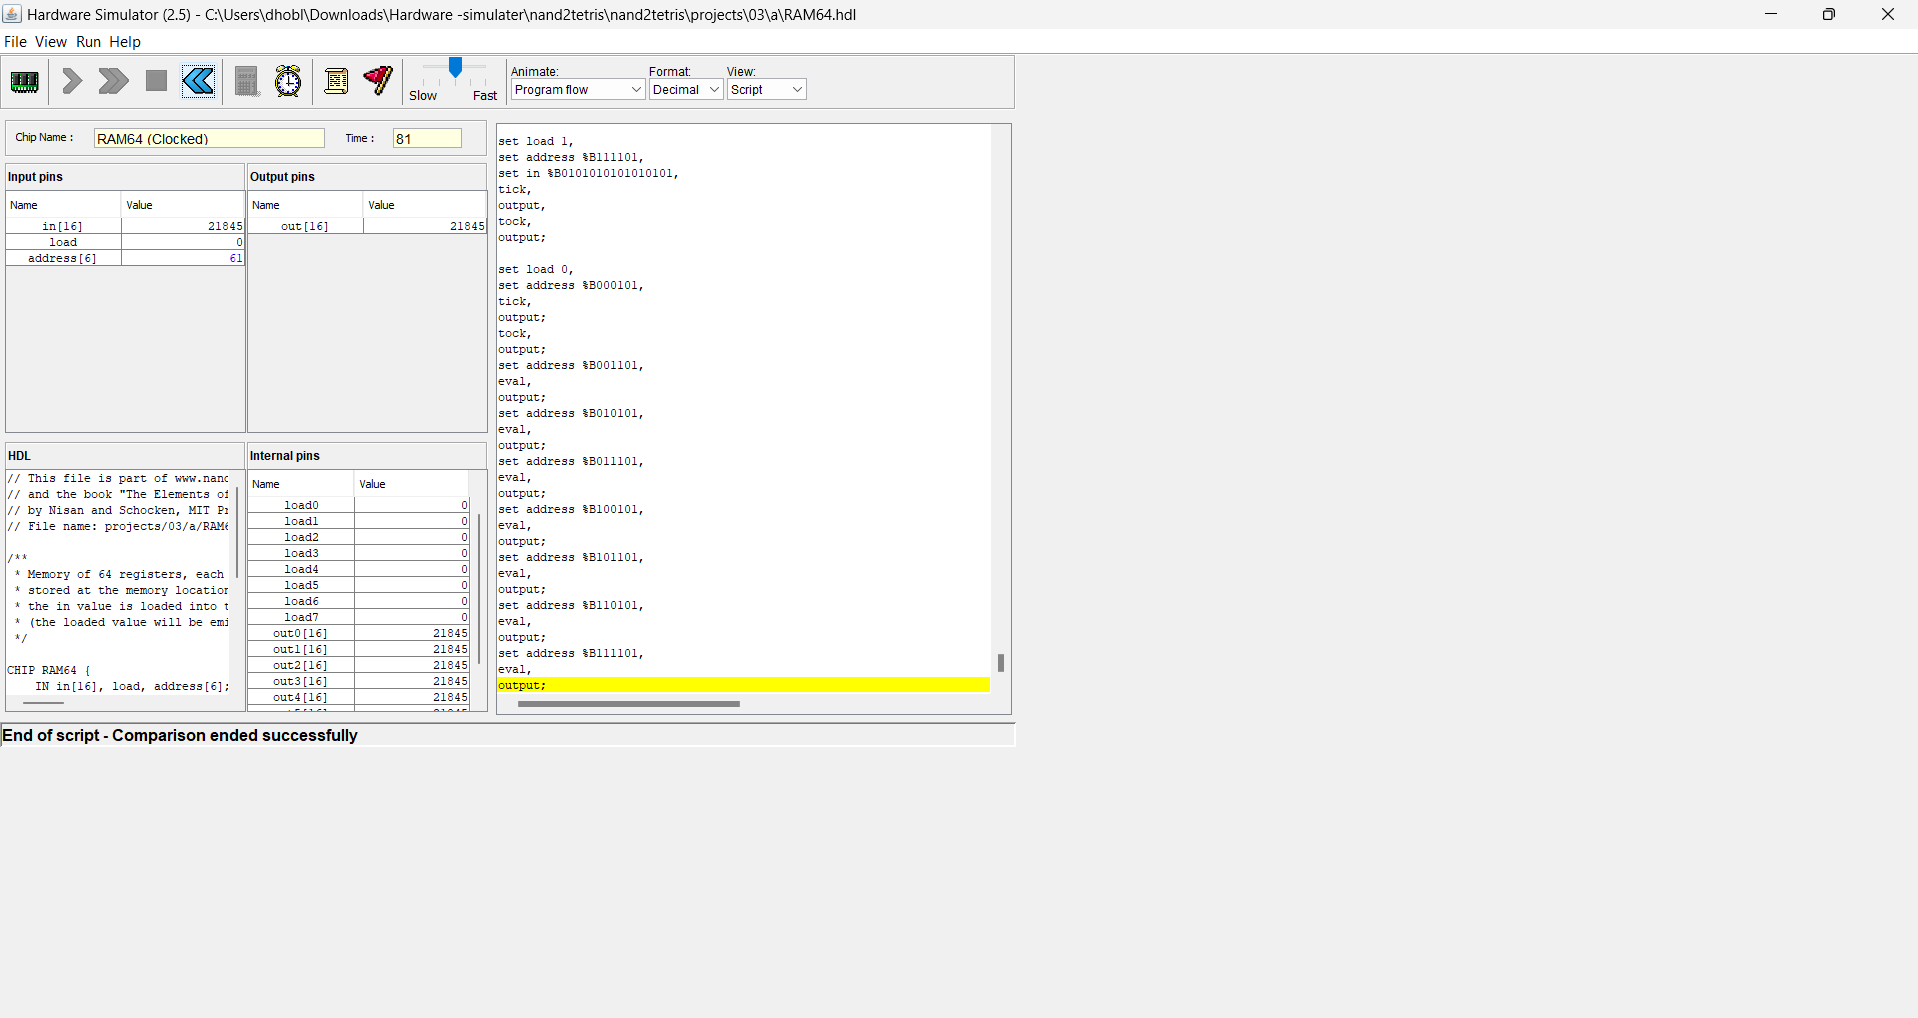 Hardware Simulator (2.5) - C:\Users\dhobl\Downloads\Hardware -simulater\nand2tetris\nand2tetris\projects\03\a\RAM64.hdl
File View Run Help
Slow Fast
Animate: Format: View:
Program flow Decimal Script
Chip Name : RAM64 (Clocked) Time : 81
Input pins
Name Value
in[16] 21845
load 0
address[6] 61
Output pins
Name Value
out[16] 21845
HDL
// This file is part of www.nand
// and the book "The Elements of
// by Nisan and Schocken, MIT Pr
// File name: projects/03/a/RAM6
/**
* Memory of 64 registers, each
* stored at the memory location
* the in value is loaded into t
* (the loaded value will be emi
*/
CHIP RAM64 {
IN in[16], load, address[6];
Internal pins
Name Value
load0 0
load1 0
load2 0
load3 0
load4 0
load5 0
load6 0
load7 0
out0[16] 21845
out1[16] 21845
out2[16] 21845
out3[16] 21845
out4[16] 21845
set load 1,
set address %B111101,
set in %B0101010101010101,
tick,
output,
tock,
output;
set load 0,
set address %B000101,
tick,
output;
tock,
output;
set address %B001101,
eval,
output;
set address %B010101,
eval,
output;
set address %B011101,
eval,
output;
set address %B100101,
eval,
output;
set address %B101101,
eval,
output;
set address %B110101,
eval,
output;
set address %B111101,
eval,
output;
End of script - Comparison ended successfully